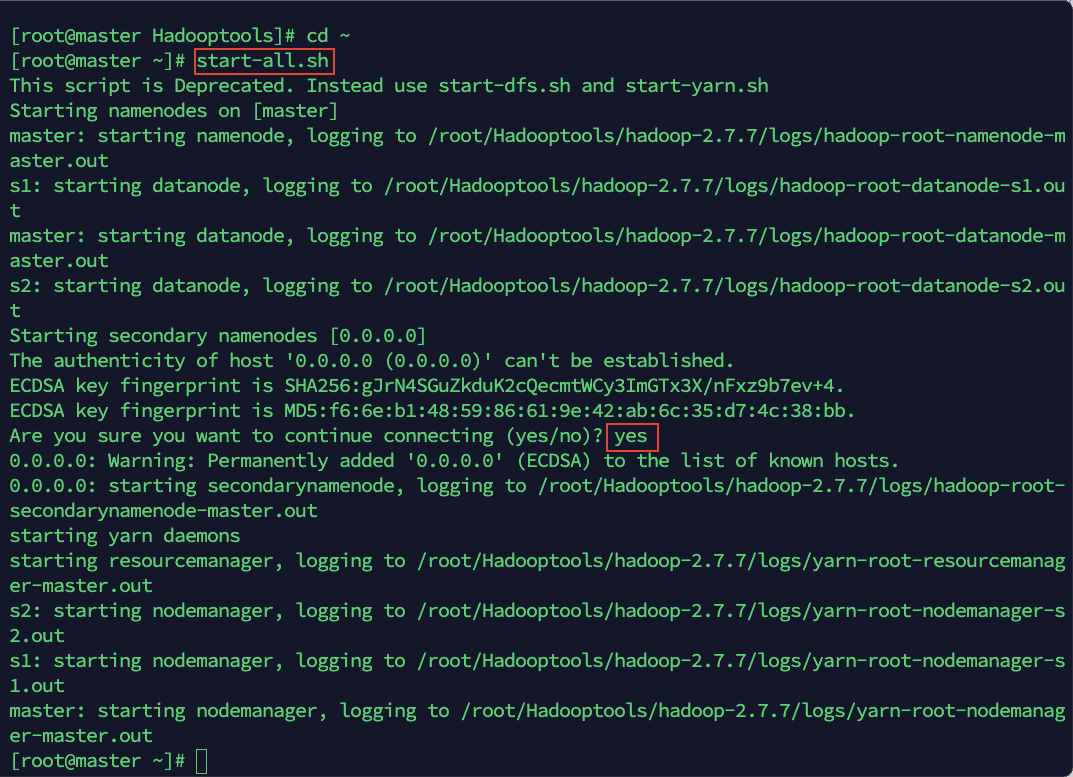 [root@master Hadooptools]# cd ~
[root@master ~]# start-all.sh
This script is Deprecated. Instead use start-dfs.sh and start-yarn.sh
Starting namenodes on [master]
master: starting namenode, logging to /root/Hadooptools/hadoop-2.7.7/logs/hadoop-root-namenode-m
aster.out
s1: starting datanode, logging to /root/Hadooptools/hadoop-2.7.7/logs/hadoop-root-datanode-s1.ou
t
master: starting datanode, logging to /root/Hadooptools/hadoop-2.7.7/logs/hadoop-root-datanode-m
aster.out
s2: starting datanode, logging to /root/Hadooptools/hadoop-2.7.7/logs/hadoop-root-datanode-s2.ou
t
Starting secondary namenodes [0.0.0.0]
The authenticity of host '0.0.0.0 (0.0.0.0)' can't be established.
ECDSA key fingerprint is SHA256:gJrN4SGuZkduK2cQecmtWCy3ImGTx3X/nFxz9b7ev+4.
ECDSA key fingerprint is MD5:f6:6e:b1:48:59:86:61:9e:42:ab:6c:35:d7:4c:38:bb.
Are you sure you want to continue connecting (yes/no)? yes
0.0.0.0: Warning: Permanently added '0.0.0.0' (ECDSA) to the list of known hosts.
0.0.0.0: starting secondarynamenode, logging to /root/Hadooptools/hadoop-2.7.7/logs/hadoop-root-
secondarynamenode-master.out
starting yarn daemons
starting resourcemanager, logging to /root/Hadooptools/hadoop-2.7.7/logs/yarn-root-resourcemanag
er-master.out
s2: starting nodemanager, logging to /root/Hadooptools/hadoop-2.7.7/logs/yarn-root-nodemanager-s
2.out
s1: starting nodemanager, logging to /root/Hadooptools/hadoop-2.7.7/logs/yarn-root-nodemanager-s
1.out
master: starting nodemanager, logging to /root/Hadooptools/hadoop-2.7.7/logs/yarn-root-nodemanag
er-master.out
[root@master ~]#